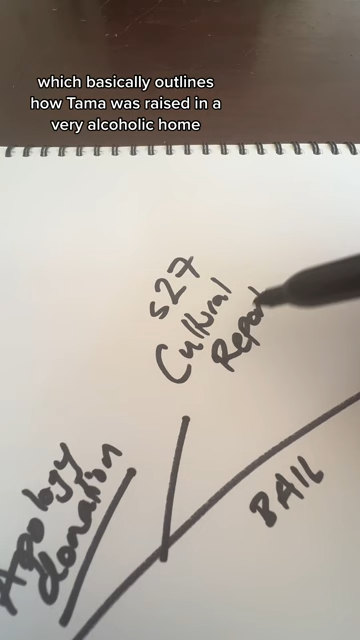 which basically outlines
how Tama was raised in a
very alcoholic home
s27
Cultural
Report
Apology
donation
BAIL